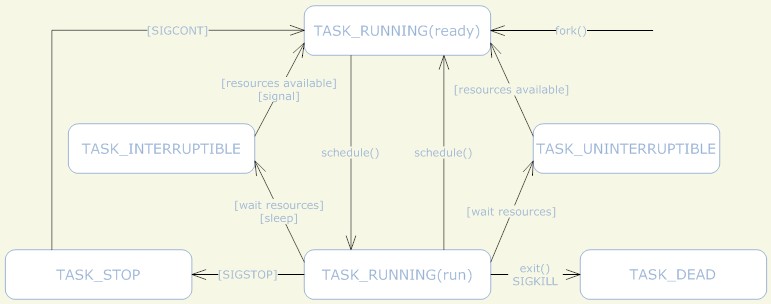 [SIGCONT]
TASK_RUNNING(ready)
fork()
[resources available]
[signal]
[resources available]
TASK_INTERRUPTIBLE
schedule()
schedule()
TASK_UNINTERRUPTIBLE
[wait resources]
[sleep]
[wait resources]
TASK_STOP
[SIGSTOP]
TASK_RUNNING(run)
exit()
SIGKILL
TASK_DEAD